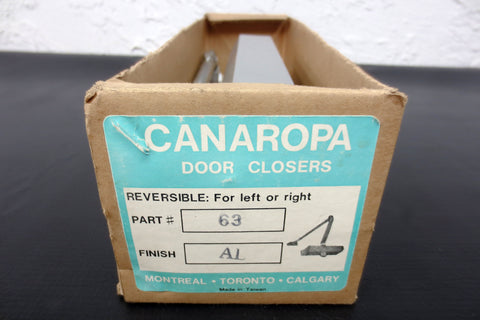 CANAROPA
DOOR CLOSERS
REVERSIBLE: For left or right
PART # 63
FINISH AL
MONTREAL • TORONTO • CALGARY
Made in Taiwan